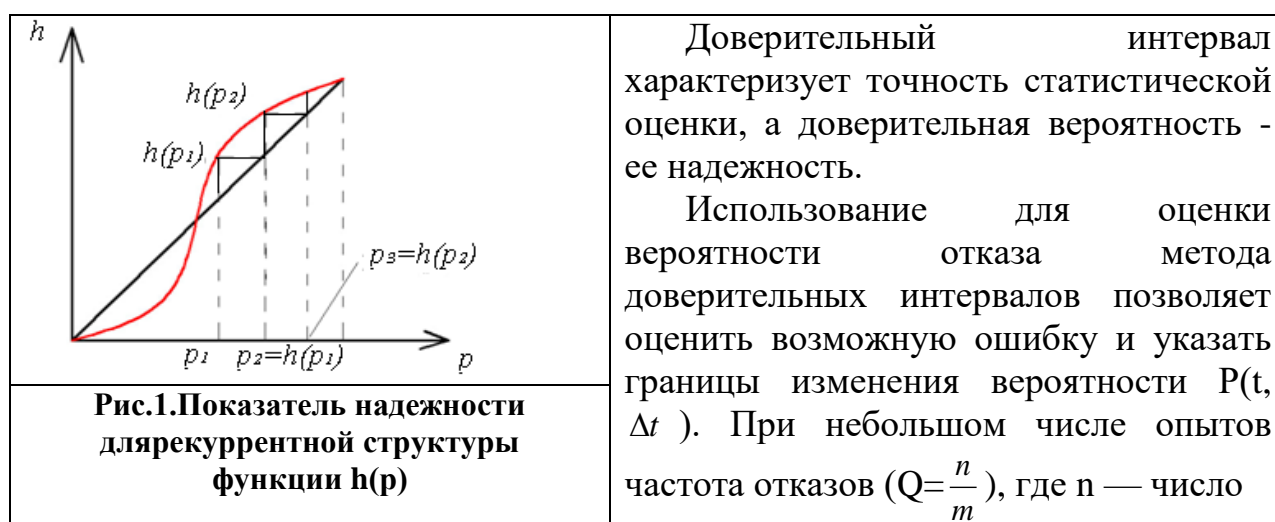 h
h(p₂)
h(p₁)
p₃=h(p₂)
p₁ p₂=h(p₁) p
Рис.1.Показатель надежности
длярекуррентной структуры
функции h(p)
Доверительный интервал
характеризует точность статистической
оценки, а доверительная вероятность -
ее надежность.
Использование для оценки
вероятности отказа метода
доверительных интервалов позволяет
оценить возможную ошибку и указать
границы изменения вероятности P(t,
Δt ). При небольшом числе опытов
частота отказов (Q=n/m), где n — число